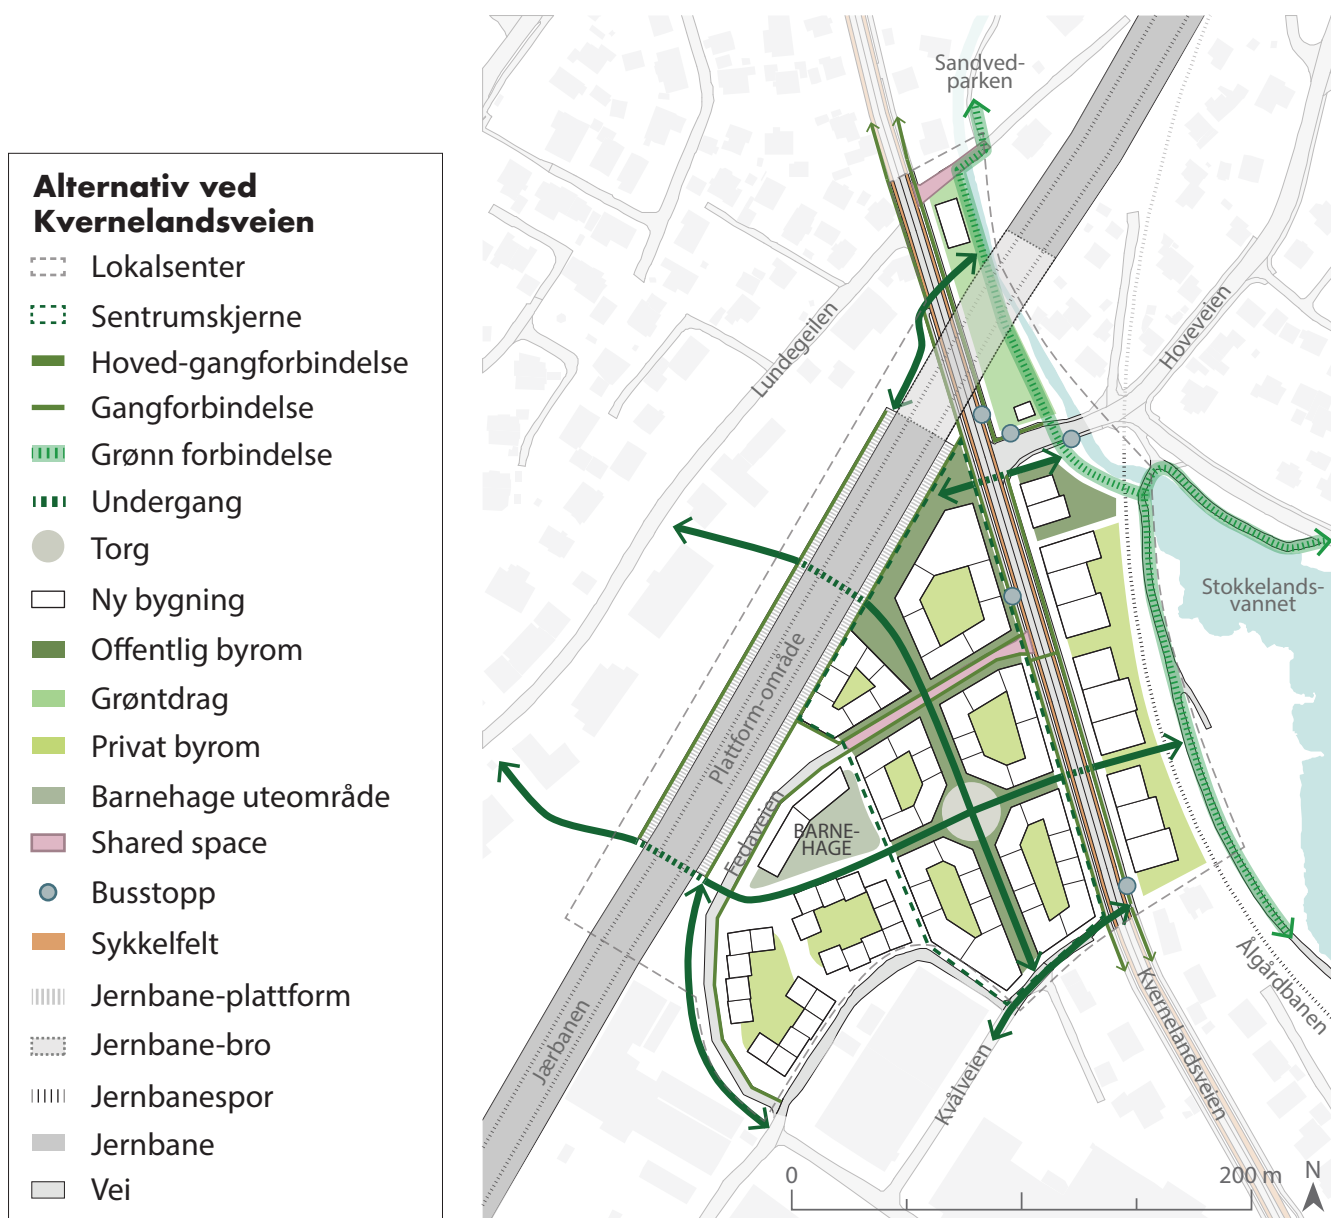 Alternativ ved
Kvernelandsveien
Lokalsenter
Sentrumskjerne
Hoved-gangforbindelse
Gangforbindelse
Grønn forbindelse
Undergang
Torg
Ny bygning
Offentlig byrom
Grøntdrag
Privat byrom
Barnehage uteområde
Shared space
Busstopp
Sykkelfelt
Jernbane-plattform
Jernbane-bro
Jernbanespor
Jernbane
Vei
Sandved-
parken
Lundegeilen
Hoveveien
Stokkelands-
vannet
Plattform-område
Fedaveien
BARNE-
HAGE
Jærbanen
Kvålveien
Kvernelandsveien
Ålgårdbanen
0
200 m
N